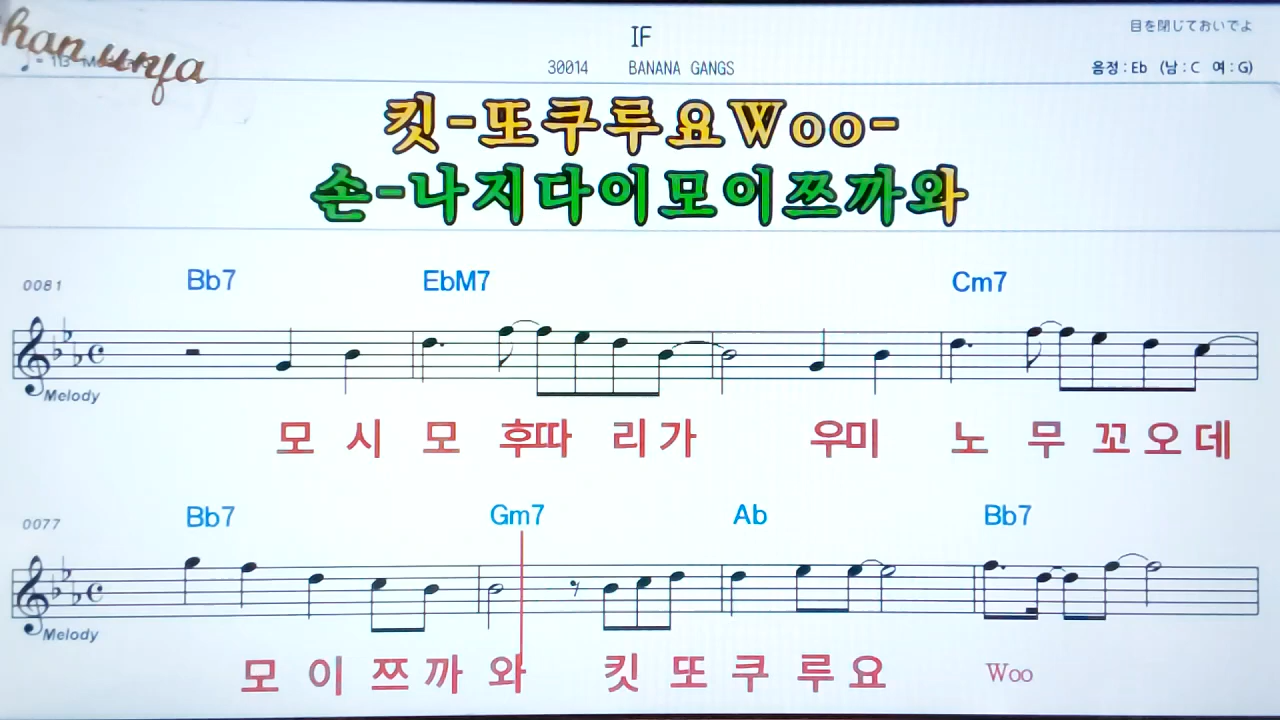 han unya
IF
目を閉じておいでよ
30014 BANANA GANGS
음정 : Eb (남 : C 여 : G)
킷-또쿠루요Woo-
손-나지다이모이쯔까와
0081 Bb7 EbM7 Cm7
Melody
모 시 모 후따 리 가 우미 노 무 꼬 오 데
0077 Bb7 Gm7 Ab Bb7
Melody
모 이 쯔 까 와 킷 또 쿠 루 요 Woo